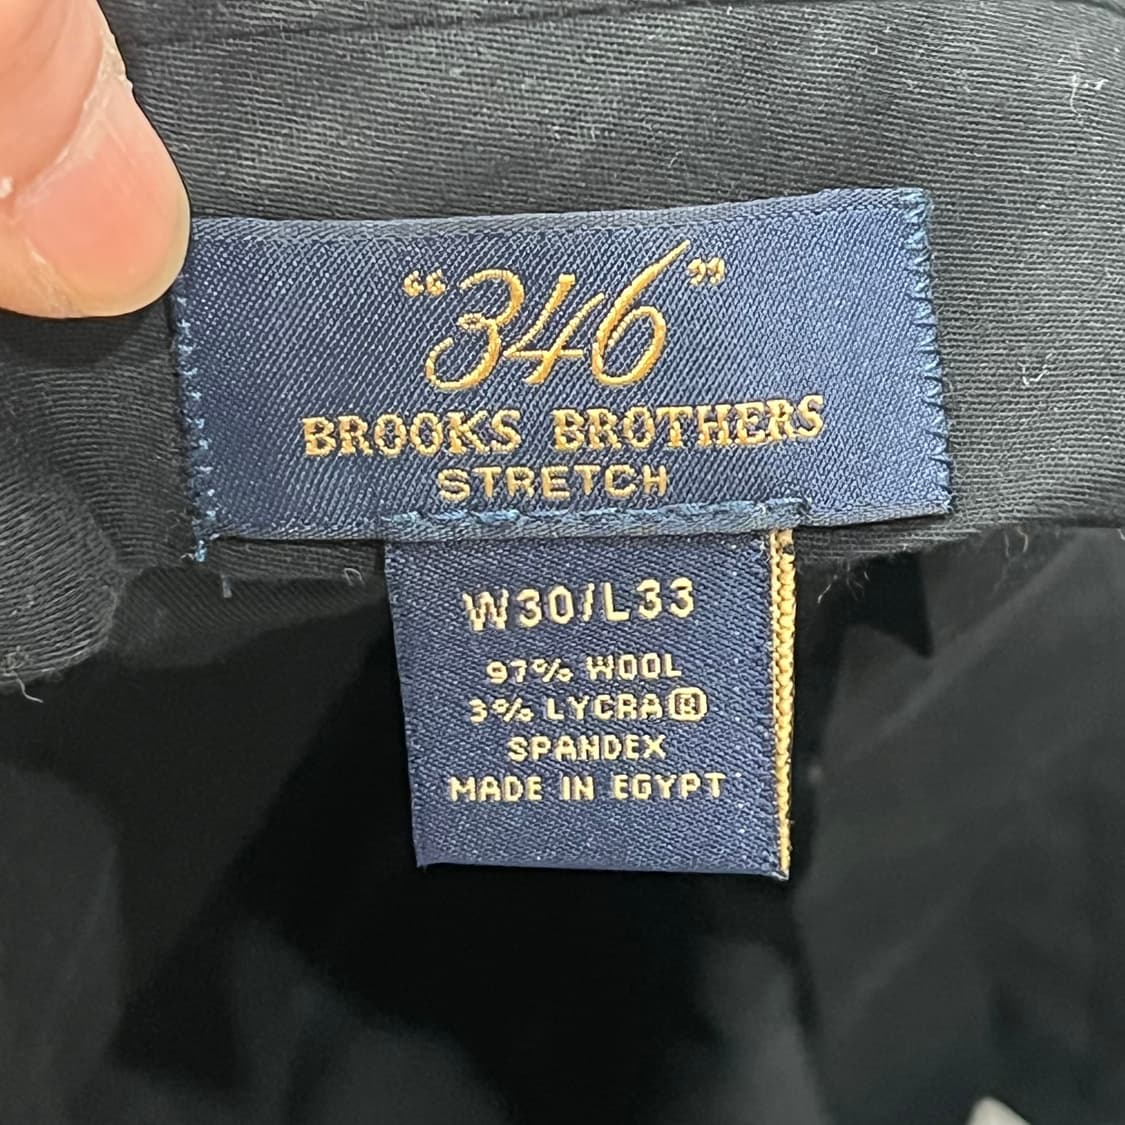 “346”
BROOKS BROTHERS
STRETCH
W30/L33
97% WOOL
3% LYCRA®
SPANDEX
MADE IN EGYPT